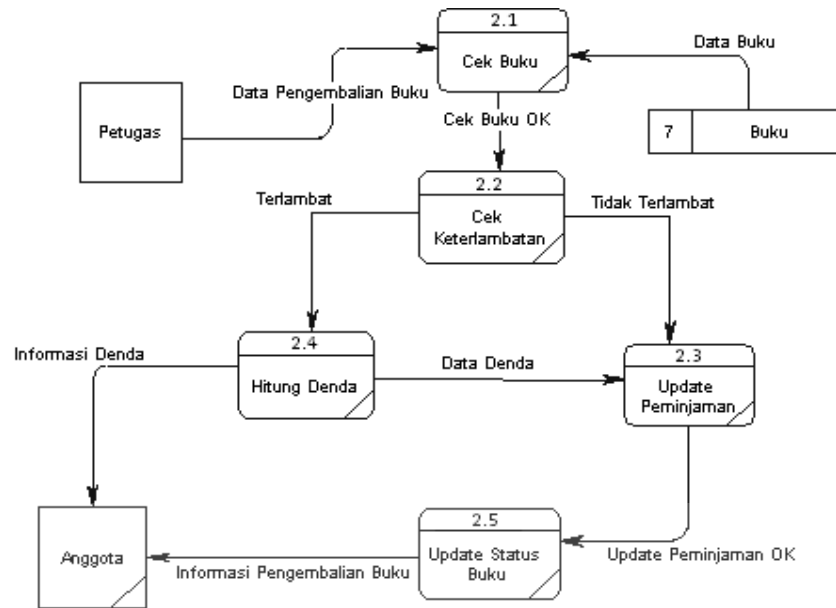 2.1
Cek Buku
Data Buku
Data Pengembalian Buku
Petugas
Cek Buku OK
7
Buku
2.2
Cek
Keterlambatan
Terlambat
Tidak Terlambat
Informasi Denda
2.4
Hitung Denda
Data Denda
2.3
Update
Peminjaman
Anggota
Informasi Pengembalian Buku
2.5
Update Status
Buku
Update Peminjaman OK